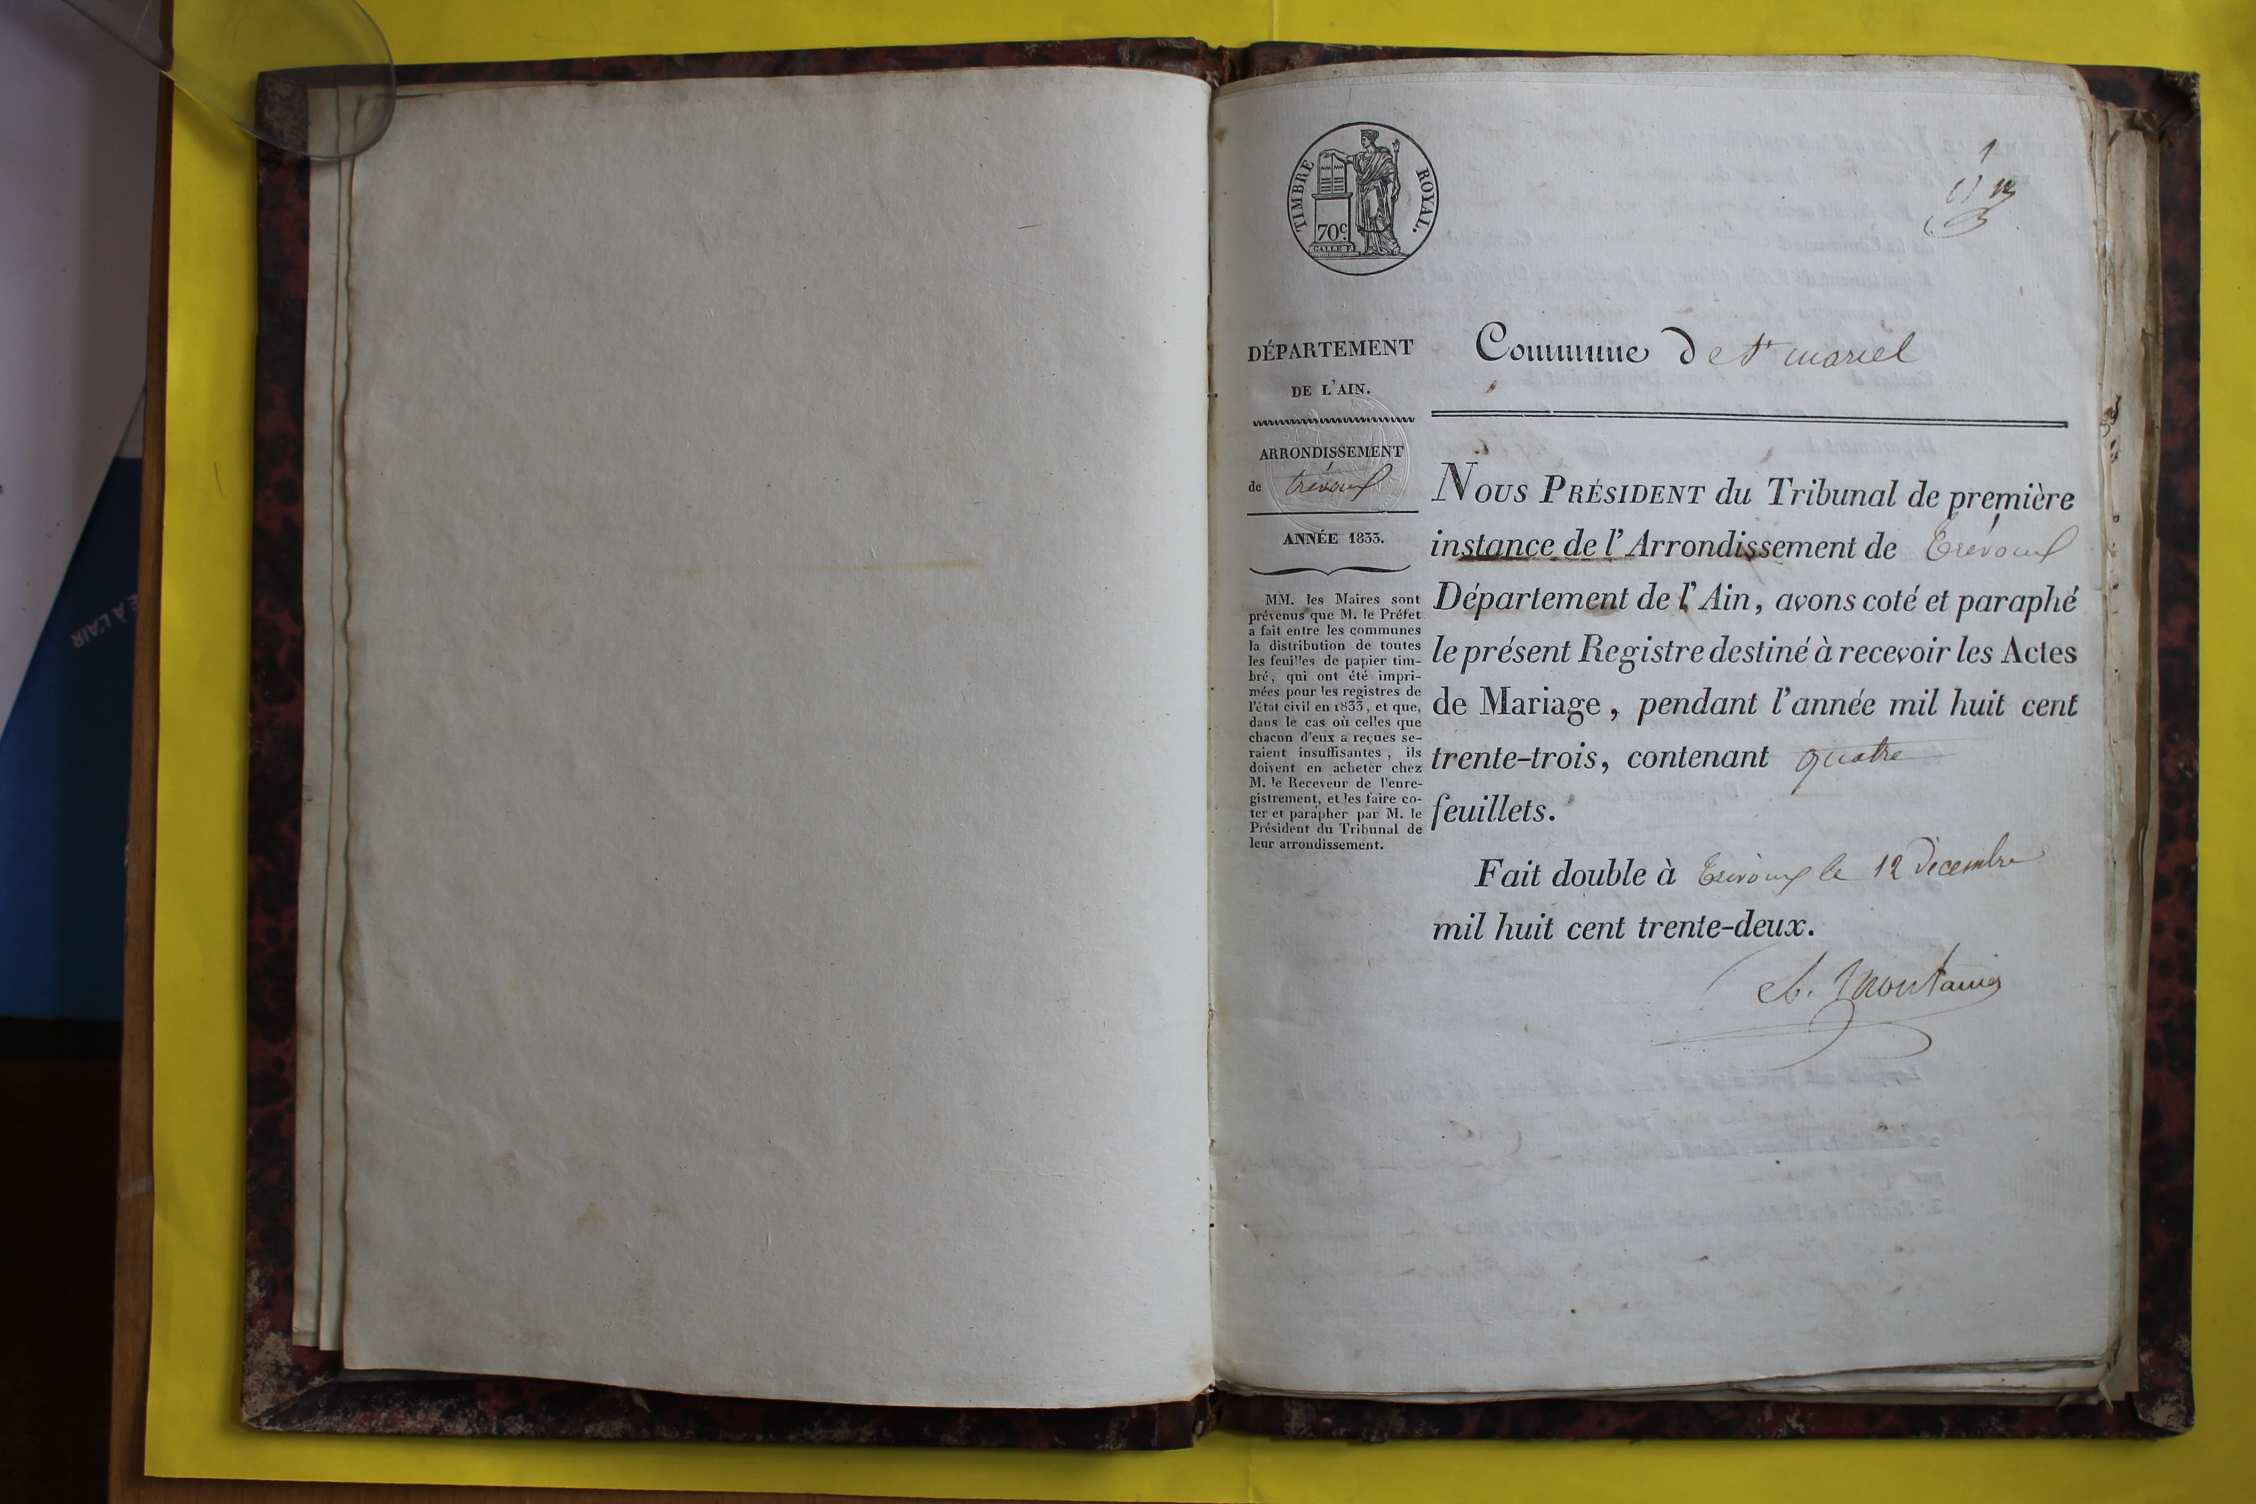 TIMBRE ROYAL.
70c.
1
DÉPARTEMENT
DE L'AIN.
ARRONDISSEMENT
de trévoux
ANNÉE 1833.
MM. les Maires sont
prévenus que M. le Préfet
a fait entre les communes
la distribution de toutes
les feuilles de papier tim-
bré, qui ont été impri-
mées pour les registres de
l'état civil en 1833, et que,
dans le cas où celles que
chacun d'eux a reçues se-
raient insuffisantes, ils
doivent en acheter chez
M. le Receveur de l'enre-
gistrement, et les faire co-
ter et parapher par M. le
Président du Tribunal de
leur arrondissement.
Commune de St marcel
NOUS PRÉSIDENT du Tribunal de première
instance de l'Arrondissement de Trévoux
Département de l'Ain, avons coté et paraphé
le présent Registre destiné à recevoir les Actes
de Mariage, pendant l'année mil huit cent
trente-trois, contenant quatre
feuillets.
Fait double à Trévoux le 12 Décembre
mil huit cent trente-deux.
E A L'AIR